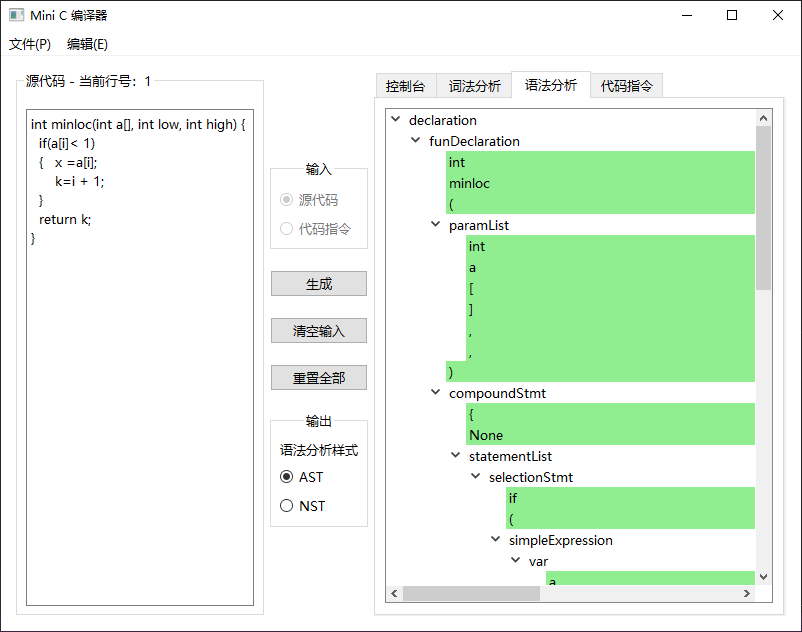 Mini C 编译器
文件(P) 编辑(E)
源代码 - 当前行号：1
int minloc(int a[], int low, int high) {
if(a[i]< 1)
{ x =a[i];
k=i + 1;
}
return k;
}
输入
源代码
代码指令
生成
清空输入
重置全部
输出
语法分析样式
AST
NST
控制台 词法分析 语法分析 代码指令
declaration
funDeclaration
int
minloc
(
paramList
int
a
[
]
,
,
)
compoundStmt
{
None
statementList
selectionStmt
if
(
simpleExpression
var
a